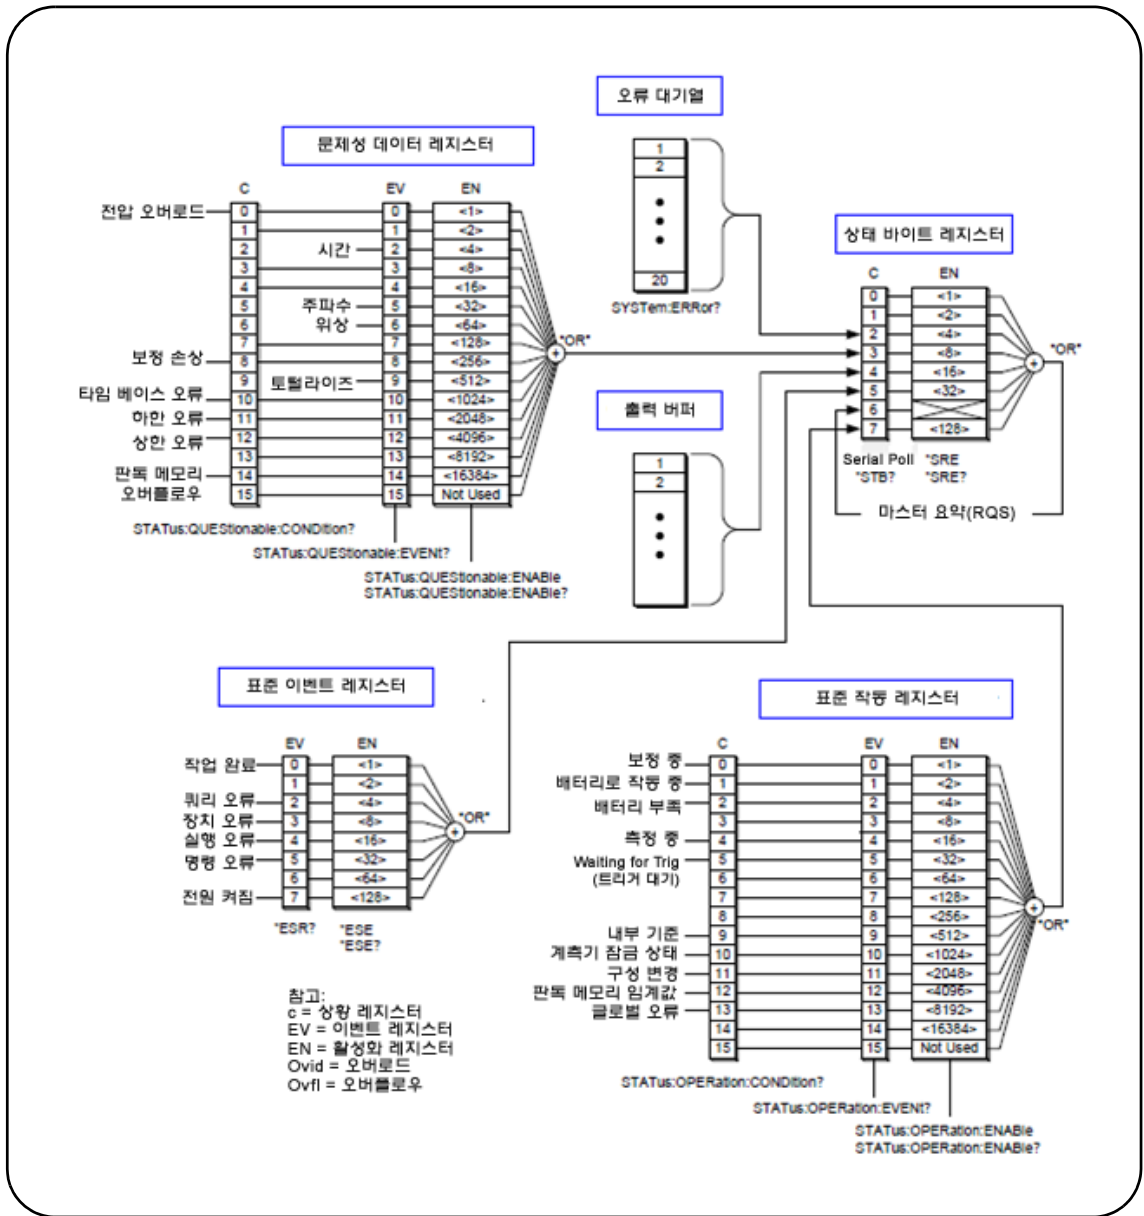 오류 대기열
1
2
20
SYSTem:ERRor?
문제성 데이터 레지스터
C EV EN
전압 오버로드 0 0 <1>
1 1 <2>
2 시간 2 <4>
3 3 <8>
4 4 <16>
5 주파수 5 <32>
6 위상 6 <64>
7 7 <128>
보정 손상 8 8 <256>
9 토털라이즈 9 <512>
타임 베이스 오류 10 10 <1024>
하한 오류 11 11 <2048>
상한 오류 12 12 <4096>
13 13 <8192>
판독 메모리 14 14 <16384>
오버플로우 15 15 Not Used
"OR"
STATus:QUEStionable:CONDition?
STATus:QUEStionable:EVENt?
STATus:QUEStionable:ENABle
STATus:QUEStionable:ENABle?
출력 버퍼
1
2
상태 바이트 레지스터
C EN
0 <1>
1 <2>
2 <4>
3 <8>
4 <16>
5 <32>
6
7 <128>
"OR"
Serial Poll *SRE
*STB? *SRE?
마스터 요약(RQS)
표준 이벤트 레지스터
EV EN
작업 완료 0 <1>
1 <2>
쿼리 오류 2 <4>
장치 오류 3 <8>
실행 오류 4 <16>
명령 오류 5 <32>
6 <64>
전원 켜짐 7 <128>
"OR"
*ESR? *ESE
*ESE?
표준 작동 레지스터
C EV EN
보정 중 0 0 <1>
배터리로 작동 중 1 1 <2>
배터리 부족 2 2 <4>
3 3 <8>
측정 중 4 4 <16>
Waiting for Trig 5 5 <32>
(트리거 대기) 6 6 <64>
7 7 <128>
8 8 <256>
내부 기준 9 9 <512>
계측기 잠금 상태 10 10 <1024>
구성 변경 11 11 <2048>
판독 메모리 임계값 12 12 <4096>
글로벌 오류 13 13 <8192>
14 14 <16384>
15 15 Not Used
"OR"
STATus:OPERation:CONDition?
STATus:OPERation:EVENt?
STATus:OPERation:ENABle
STATus:OPERation:ENABle?
참고:
c = 상황 레지스터
EV = 이벤트 레지스터
EN = 활성화 레지스터
Ovld = 오버로드
Ovfl = 오버플로우